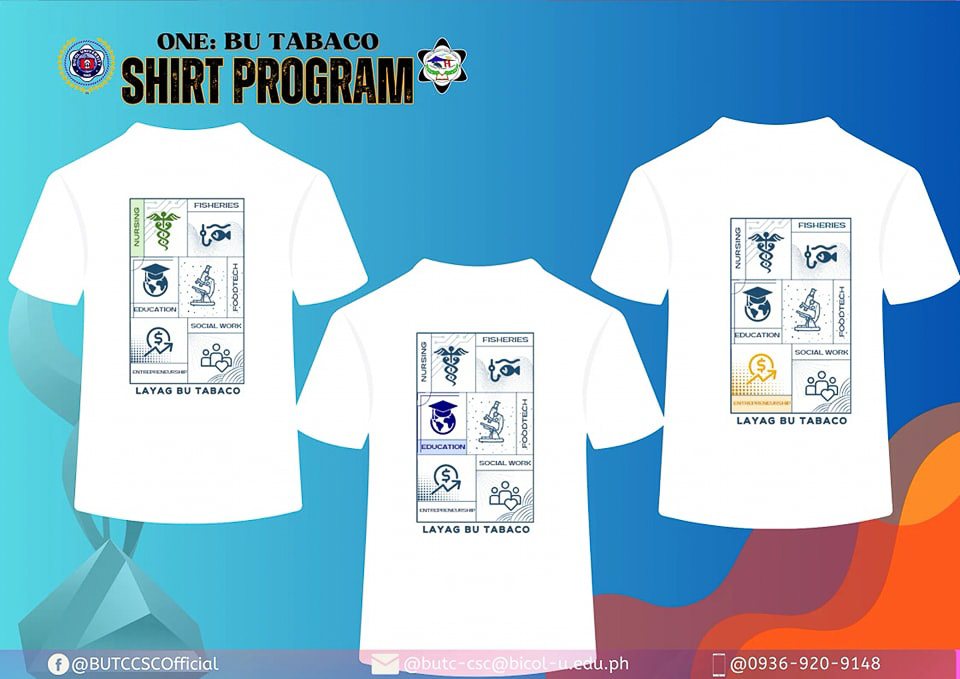 ONE: BU TABACO
SHIRT PROGRAM
NURSING
FISHERIES
EDUCATION
FOODTECH
SOCIAL WORK
ENTREPRENEURSHIP
LAYAG BU TABACO
NURSING
FISHERIES
EDUCATION
FOODTECH
SOCIAL WORK
ENTREPRENEURSHIP
LAYAG BU TABACO
NURSING
FISHERIES
EDUCATION
FOODTECH
SOCIAL WORK
ENTREPRENEURSHIP
LAYAG BU TABACO
@BUTCCSCOfficial
@butc-csc@bicol-u.edu.ph
@0936-920-9148